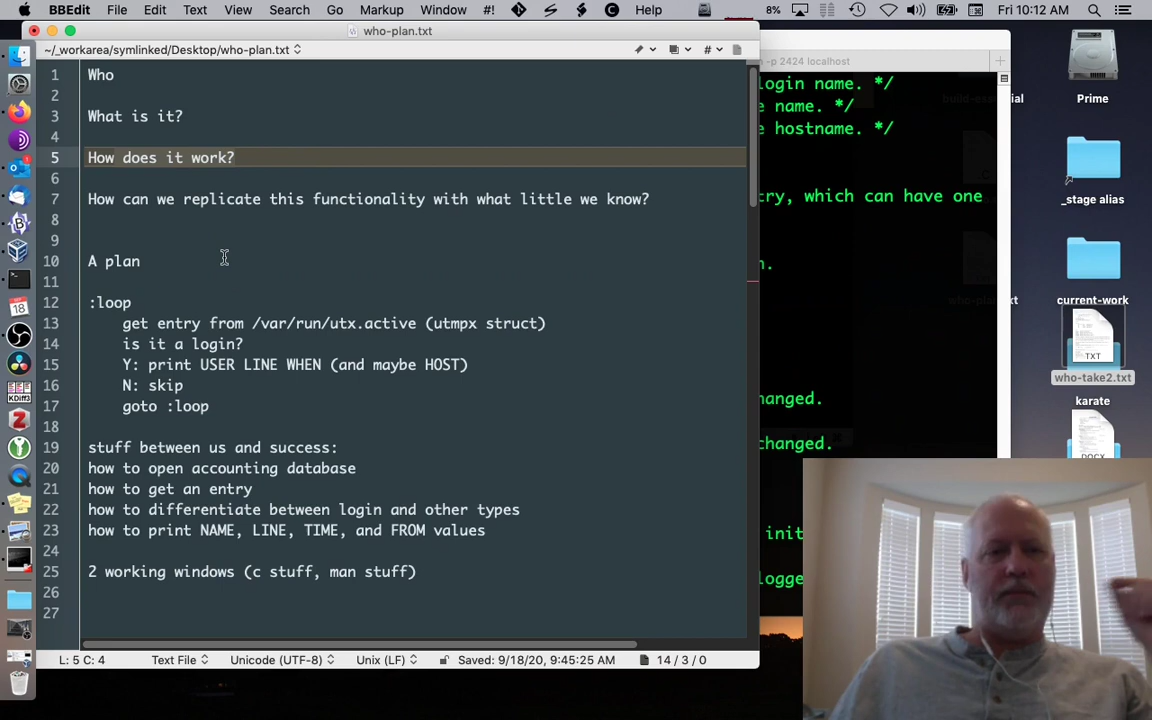 BBEdit File Edit Text View Search Go Markup Window #! Help 8% Fri 10:12 AM
who-plan.txt
~/_workarea/symlinked/Desktop/who-plan.txt
#
1 Who
2
3 What is it?
4
5 How does it work?
6
7 How can we replicate this functionality with what little we know?
8
9
10 A plan
11
12 :loop
13 get entry from /var/run/utx.active (utmpx struct)
14 is it a login?
15 Y: print USER LINE WHEN (and maybe HOST)
16 N: skip
17 goto :loop
18
19 stuff between us and success:
20 how to open accounting database
21 how to get an entry
22 how to differentiate between login and other types
23 how to print NAME, LINE, TIME, and FROM values
24
25 2 working windows (c stuff, man stuff)
26
27
L: 5 C: 4 Text File Unicode (UTF-8) Unix (LF) Saved: 9/18/20, 9:45:25 AM 14 / 3 / 0
-p 2424 localhost
login name. */
e name. */
e hostname. */
try, which can have one
n.
changed.
changed.
init
logge
Prime
_stage alias
current-work
TXT
who-take2.txt
karate
DOCX
18
KDiff3